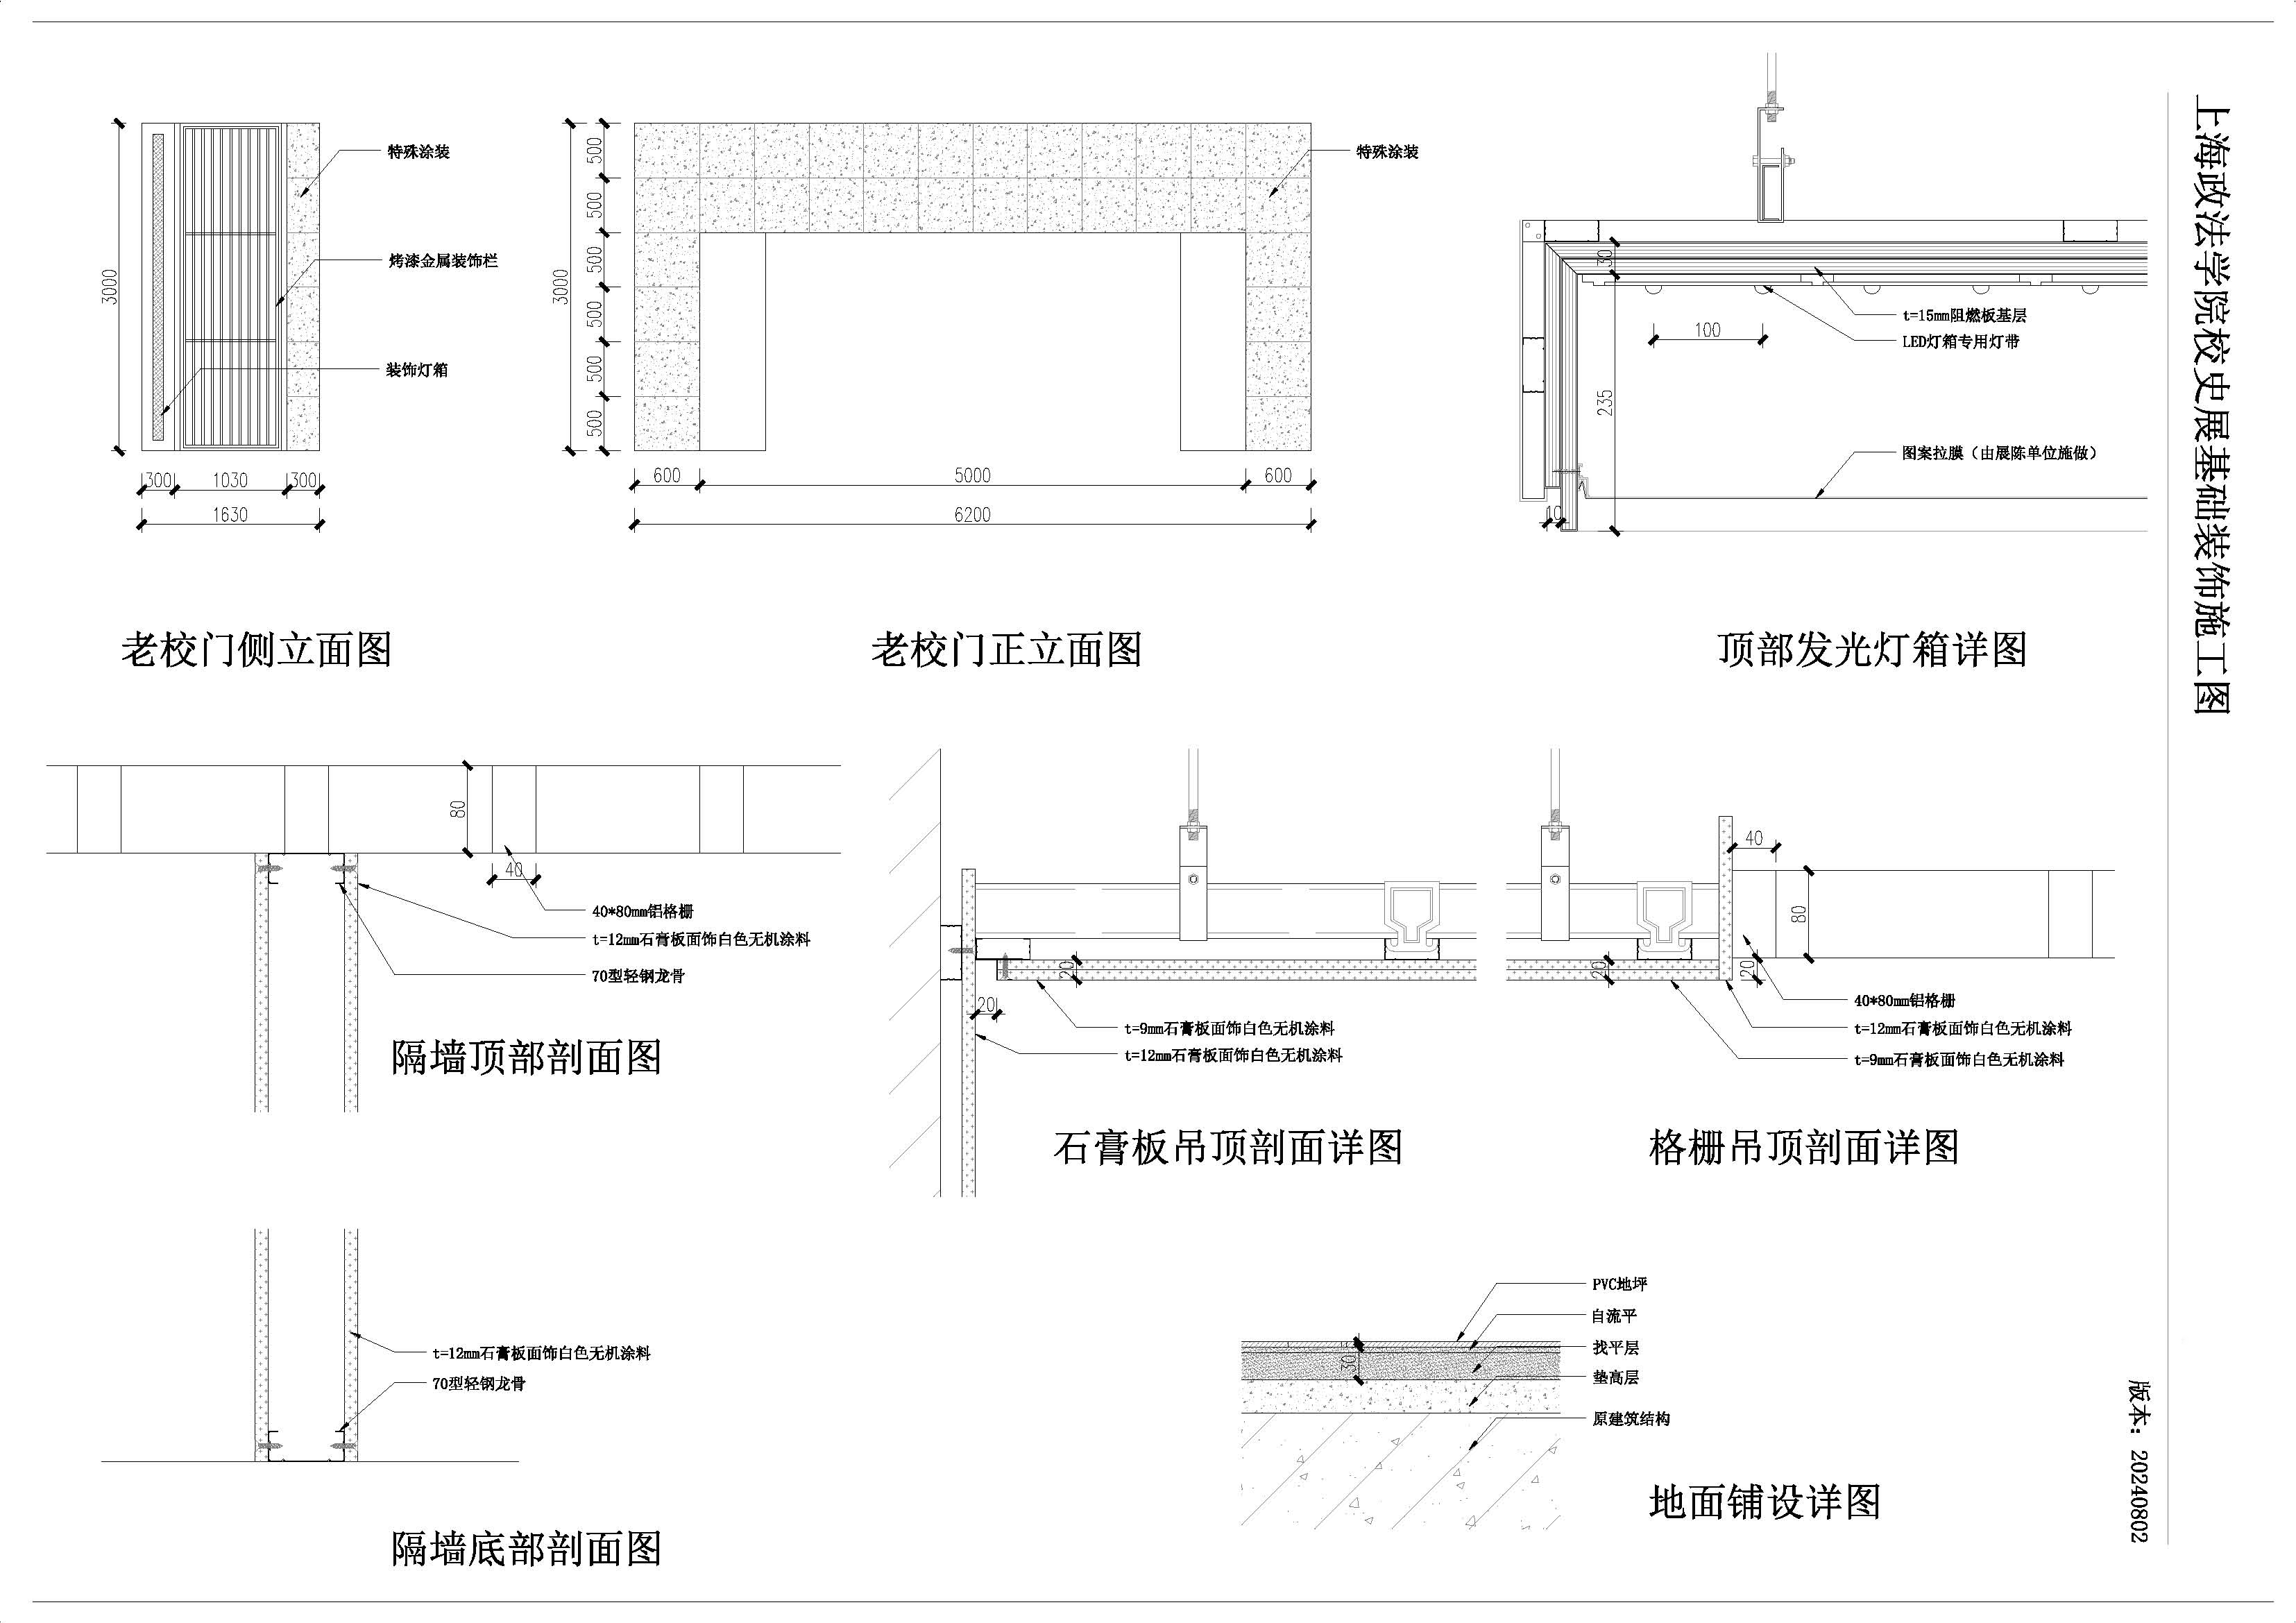 特殊涂装
烤漆金属装饰栏
装饰灯箱
3000
300
1030
300
1630
老校门侧立面图
特殊涂装
3000
500
500
500
500
500
500
600
5000
600
6200
老校门正立面图
30
235
100
10
t=15mm阻燃板基层
LED灯箱专用灯带
图案拉膜（由展陈单位施做）
顶部发光灯箱详图
上海政法学院校史展基础装饰施工图
80
40
40*80mm铝格栅
t=12mm石膏板面饰白色无机涂料
70型轻钢龙骨
隔墙顶部剖面图
20
20
t=9mm石膏板面饰白色无机涂料
t=12mm石膏板面饰白色无机涂料
石膏板吊顶剖面详图
40
80
20
20
40*80mm铝格栅
t=12mm石膏板面饰白色无机涂料
t=9mm石膏板面饰白色无机涂料
格栅吊顶剖面详图
t=12mm石膏板面饰白色无机涂料
70型轻钢龙骨
隔墙底部剖面图
PVC地坪
自流平
找平层
垫高层
原建筑结构
30
地面铺设详图
版本：20240802